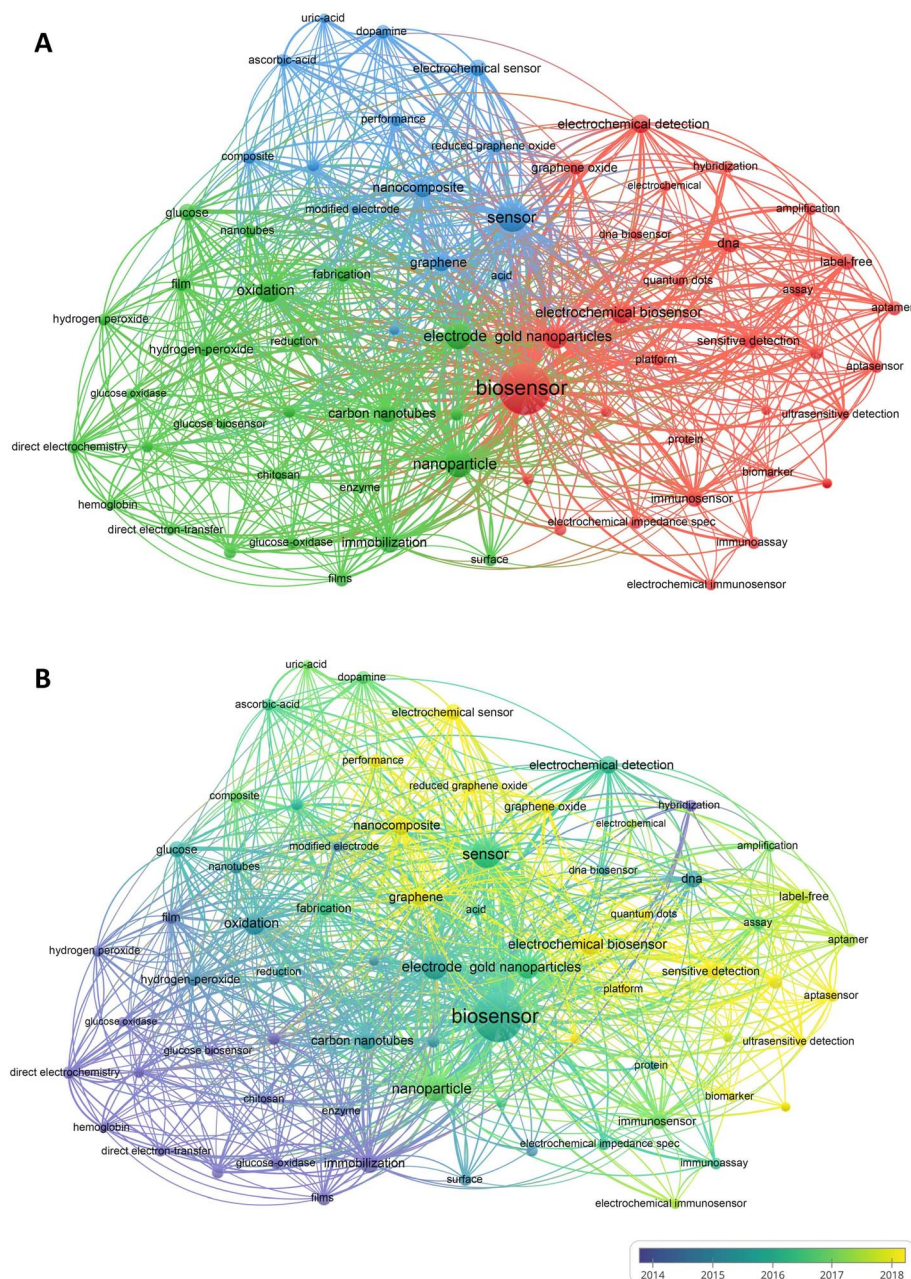 A
uric-acid
dopamine
ascorbic-acid
electrochemical sensor
performance
electrochemical detection
reduced graphene oxide
composite
graphene oxide
hybridization
nanocomposite
electrochemical
modified electrode
glucose
sensor
amplification
nanotubes
dna biosensor
dna
graphene
label-free
fabrication
acid
quantum dots
film
oxidation
assay
aptamer
hydrogen peroxide
electrochemical biosensor
electrode
gold nanoparticles
reduction
sensitive detection
hydrogen-peroxide
platform
aptasensor
biosensor
glucose oxidase
carbon nanotubes
ultrasensitive detection
glucose biosensor
protein
direct electrochemistry
nanoparticle
chitosan
biomarker
enzyme
immunosensor
hemoglobin
electrochemical impedance spec
direct electron-transfer
glucose-oxidase
immobilization
immunoassay
surface
films
electrochemical immunosensor
B
uric-acid
dopamine
ascorbic-acid
electrochemical sensor
performance
electrochemical detection
reduced graphene oxide
composite
graphene oxide
hybridization
nanocomposite
electrochemical
modified electrode
glucose
sensor
amplification
nanotubes
dna biosensor
dna
graphene
label-free
fabrication
acid
quantum dots
film
oxidation
assay
aptamer
hydrogen peroxide
electrochemical biosensor
electrode
gold nanoparticles
reduction
sensitive detection
hydrogen-peroxide
platform
aptasensor
biosensor
glucose oxidase
carbon nanotubes
ultrasensitive detection
glucose biosensor
protein
direct electrochemistry
nanoparticle
chitosan
biomarker
enzyme
immunosensor
hemoglobin
electrochemical impedance spec
direct electron-transfer
glucose-oxidase
immobilization
immunoassay
surface
films
electrochemical immunosensor
2014 2015 2016 2017 2018